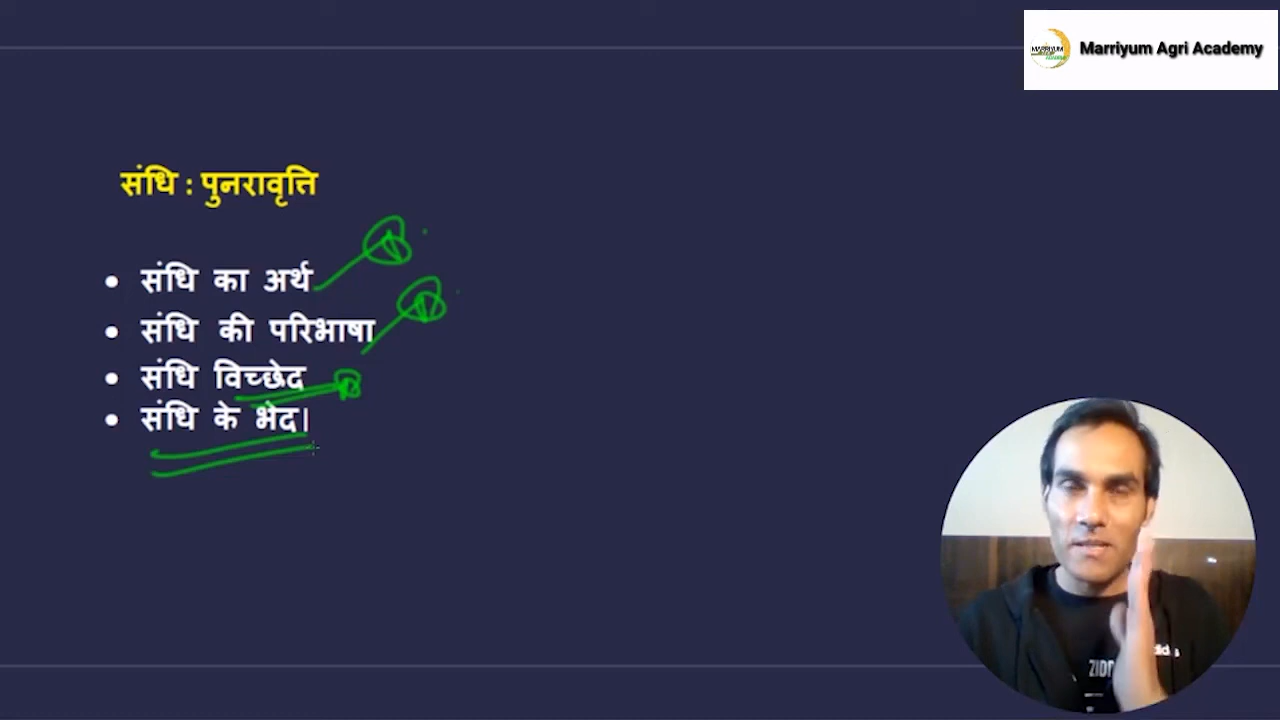 Marriyum Agri Academy
संधि : पुनरावृत्ति
• संधि का अर्थ
• संधि की परिभाषा
• संधि विच्छेद
• संधि के भेद।